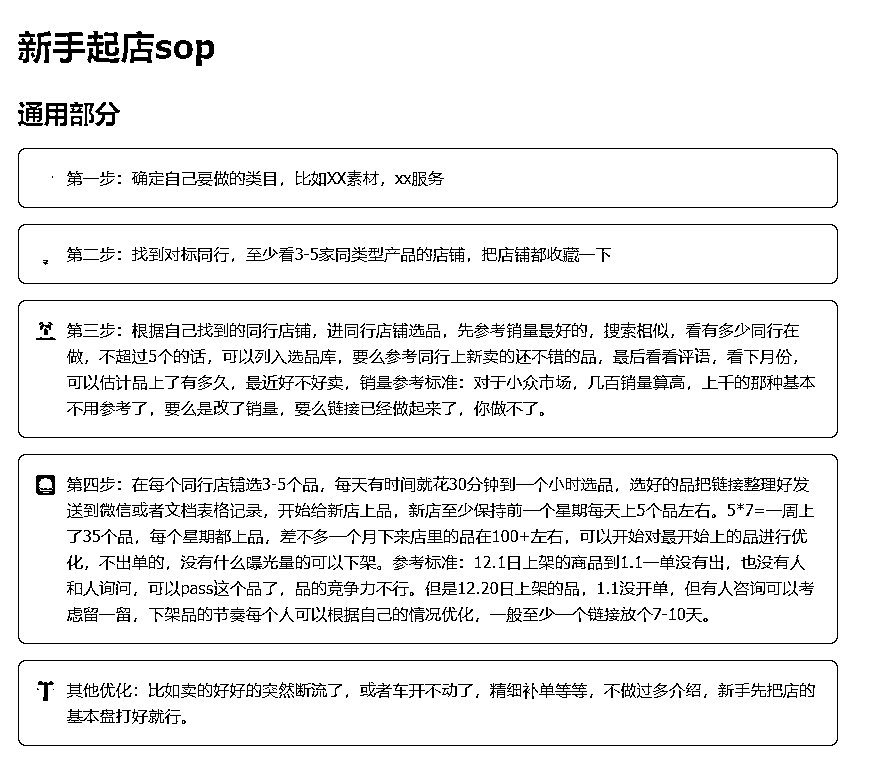 新手起店sop
通用部分
第一步：确定自己要做的类目，比如XX素材，xx服务
第二步：找到对标同行，至少看3-5家同类型产品的店铺，把店铺都收藏一下
第三步：根据自己找到的同行店铺，进同行店铺选品，先参考销量最好的，搜索相似，看有多少同行在
做，不超过5个的话，可以列入选品库，要么参考同行上新卖的还不错的品，最后看看评语，看下月份，
可以估计品上了有多久，最近好不好卖，销量参考标准：对于小众市场，几百销量算高，上千的那种基本
不用参考了，要么是改了销量，要么链接已经做起来了，你做不了。
第四步：在每个同行店铺选3-5个品，每天有时间就花30分钟到一个小时选品，选好的品把链接整理好发
送到微信或者文档表格记录，开始给新店上品，新店至少保持前一个星期每天上5个品左右。5*7=一周上
了35个品，每个星期都上品，差不多一个月下来店里的品在100+左右，可以开始对最开始上的品进行优
化，不出单的，没有什么曝光量的可以下架。参考标准：12.1日上架的商品到1.1一单没有出，也没有人
和人询问，可以pass这个品了，品的竞争力不行。但是12.20日上架的品，1.1没开单，但有人咨询可以考
虑留一留，下架品的节奏每个人可以根据自己的情况优化，一般至少一个链接放个7-10天。
其他优化：比如卖的好好的突然断流了，或者车开不动了，精细补单等等，不做过多介绍，新手先把店的
基本盘打好就行。